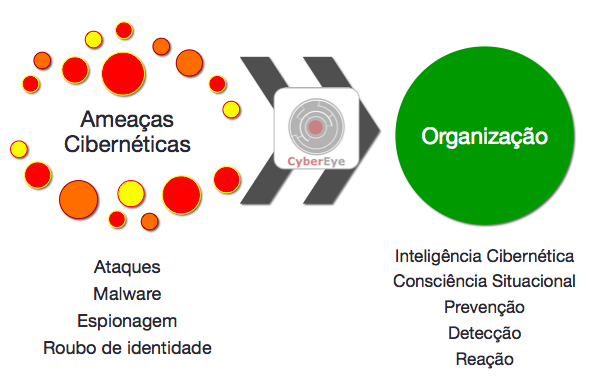 Ameaças
Cibernéticas
CyberEye
Organização
Ataques
Malware
Espionagem
Roubo de identidade
Inteligência Cibernética
Consciência Situacional
Prevenção
Detecção
Reação